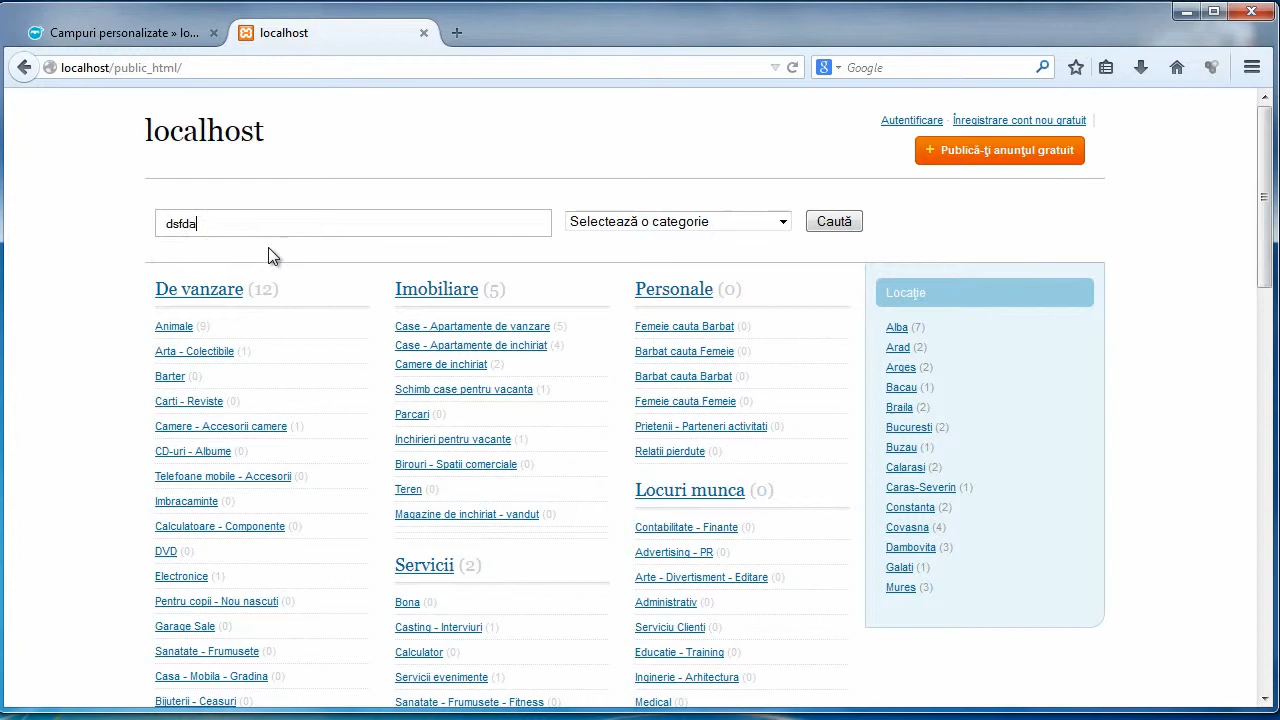 Campuri personalizate » lo...
localhost
localhost/public_html/
Google
localhost
Autentificare · Înregistrare cont nou gratuit
+ Publică-ţi anunţul gratuit
dsfda
Selectează o categorie
Caută
De vanzare (12)
Animale (9)
Arta - Colectibile (1)
Barter (0)
Carti - Reviste (0)
Camere - Accesorii camere (1)
CD-uri - Albume (0)
Telefoane mobile - Accesorii (0)
Imbracaminte (0)
Calculatoare - Componente (0)
DVD (0)
Electronice (1)
Pentru copii - Nou nascuti (0)
Garage Sale (0)
Sanatate - Frumusete (0)
Casa - Mobila - Gradina (0)
Bijuterii - Ceasuri (0)
Imobiliare (5)
Case - Apartamente de vanzare (5)
Case - Apartamente de inchiriat (4)
Camere de inchiriat (2)
Schimb case pentru vacanta (1)
Parcari (0)
Inchirieri pentru vacante (1)
Birouri - Spatii comerciale (0)
Teren (0)
Magazine de inchiriat - vandut (0)
Servicii (2)
Bona (0)
Casting - Interviuri (1)
Calculator (0)
Servicii evenimente (1)
Sanatate - Frumusete - Fitness (0)
Personale (0)
Femeie cauta Barbat (0)
Barbat cauta Femeie (0)
Barbat cauta Barbat (0)
Femeie cauta Femeie (0)
Prietenii - Parteneri activitati (0)
Relatii pierdute (0)
Locuri munca (0)
Contabilitate - Finante (0)
Advertising - PR (0)
Arte - Divertisment - Editare (0)
Administrativ (0)
Serviciu Clienti (0)
Educatie - Training (0)
Inginerie - Arhitectura (0)
Medical (0)
Locaţie
Alba (7)
Arad (2)
Arges (2)
Bacau (1)
Braila (2)
Bucuresti (2)
Buzau (1)
Calarasi (2)
Caras-Severin (1)
Constanta (2)
Covasna (4)
Dambovita (3)
Galati (1)
Mures (3)